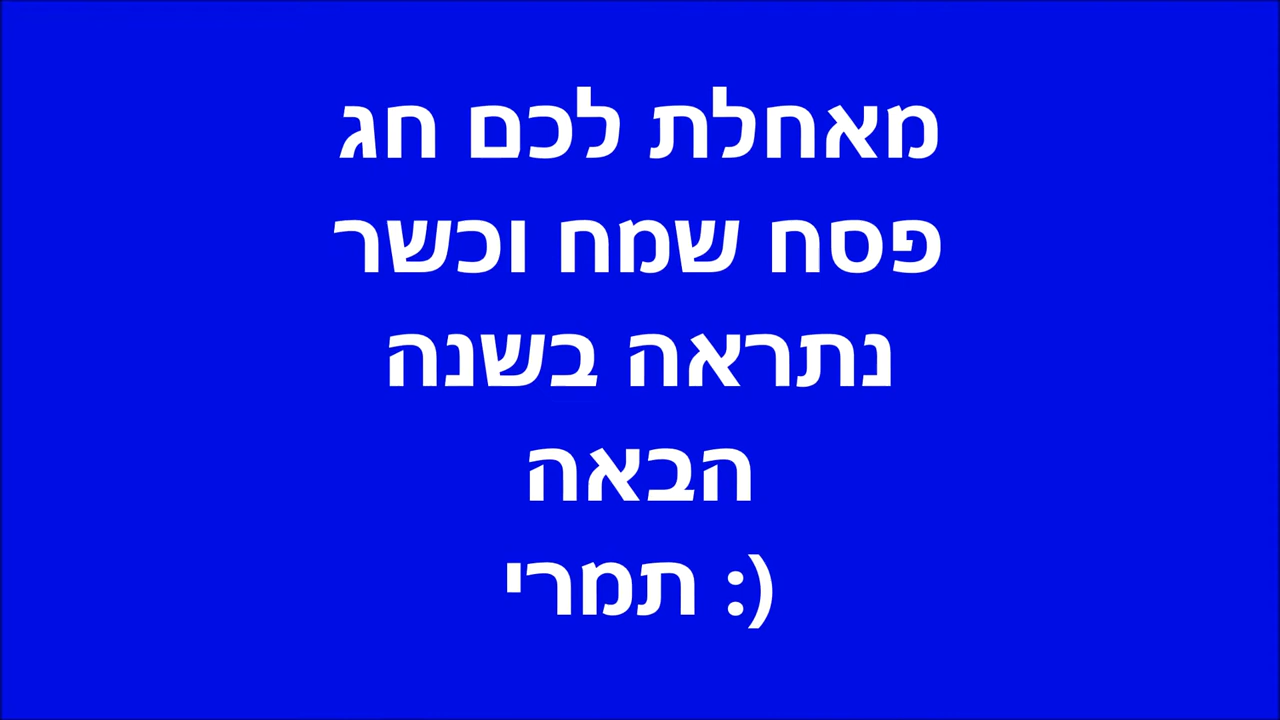 מאחלת לכם חג
פסח שמח וכשר
נתראה בשנה
הבאה
(: תמרי